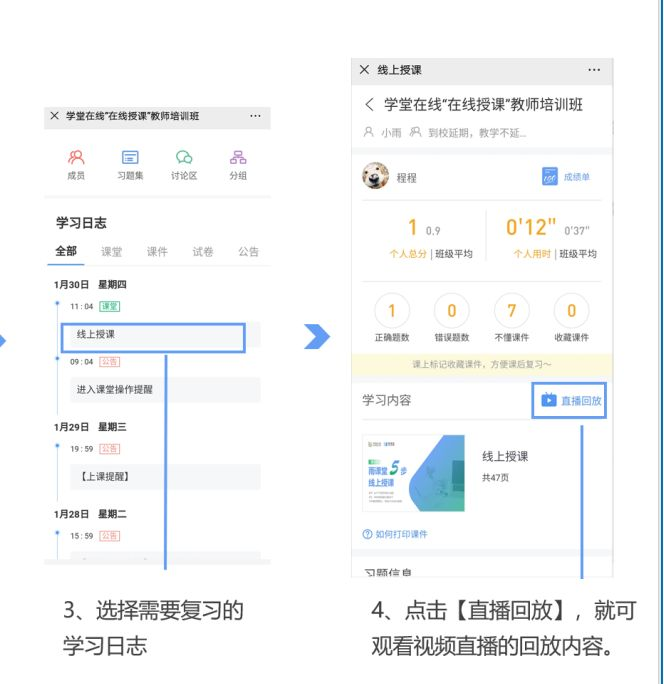 学堂在线“在线授课”教师培训班
成员 习题集 讨论区 分组
学习日志
全部 课堂 课件 试卷 公告
1月30日 星期四
11:04 课堂
线上授课
09:04 公告
进入课堂操作提醒
1月29日 星期三
19:59 公告
【上课提醒】
1月28日 星期二
15:59 公告
3、选择需要复习的
学习日志
线上授课
学堂在线“在线授课”教师培训班
小雨 到校延期，教学不延...
程程 成绩单
1 0.9 0'12" 0'37"
个人总分 | 班级平均 个人用时 | 班级平均
1 0 7 0
正确题数 错误题数 不懂课件 收藏课件
课上标记收藏课件，方便课后复习～
学习内容 直播回放
雨课堂5步
线上授课
线上授课
共47页
如何打印课件
习题信息
4、点击【直播回放】，就可
观看视频直播的回放内容。